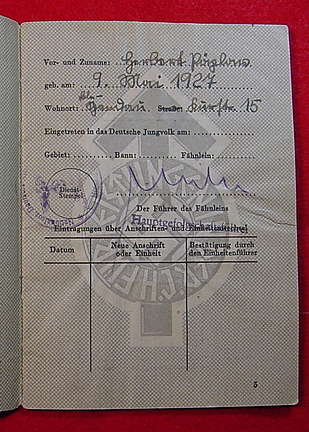 Vor- und Zuname: Herbert
geb. am: 9. Mai 1927
Wohnort: Straße: 15
Eingetreten in das Deutsche Jungvolk am:
Gebiet: Bann: Fähnlein:
Dienst-
Stempel
Der Führer des Fähnleins
Hauptgefolgschaftsführer
Eintragungen über Anschriften- und Einheitswechsel
Datum
Neue Anschrift
oder Einheit
Bestätigung durch
den Einheitenführer
5